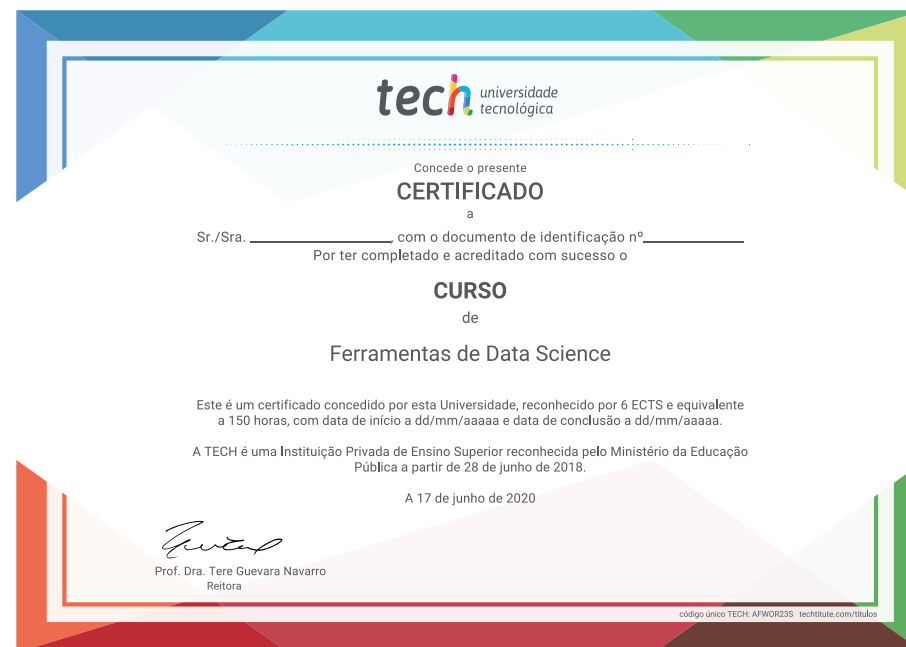 tech universidade
tecnológica
Concede o presente
CERTIFICADO
a
Sr./Sra. ________________, com o documento de identificação nº____________
Por ter completado e acreditado com sucesso o
CURSO
de
Ferramentas de Data Science
Este é um certificado concedido por esta Universidade, reconhecido por 6 ECTS e equivalente
a 150 horas, com data de início a dd/mm/aaaaa e data de conclusão a dd/mm/aaaaa.
A TECH é uma Instituição Privada de Ensino Superior reconhecida pelo Ministério da Educação
Pública a partir de 28 de junho de 2018.
A 17 de junho de 2020
Prof. Dra. Tere Guevara Navarro
Reitora
código único TECH: AFWOR23S techtitute.com/titulos